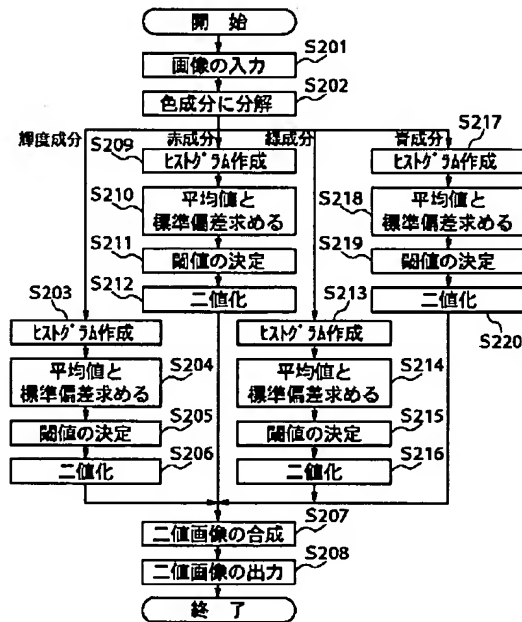 開 始
S201
画像の入力
S202
色成分に分解
輝度成分
赤成分
緑成分
青成分
S209
ヒストグラム作成
S210
平均値と
標準偏差求める
S211
閾値の決定
S212
二値化
S217
ヒストグラム作成
S218
平均値と
標準偏差求める
S219
閾値の決定
二値化
S220
S203
ヒストグラム作成
S204
平均値と
標準偏差求める
S205
閾値の決定
S206
二値化
S213
ヒストグラム作成
S214
平均値と
標準偏差求める
S215
閾値の決定
S216
二値化
S207
二値画像の合成
S208
二値画像の出力
終 了